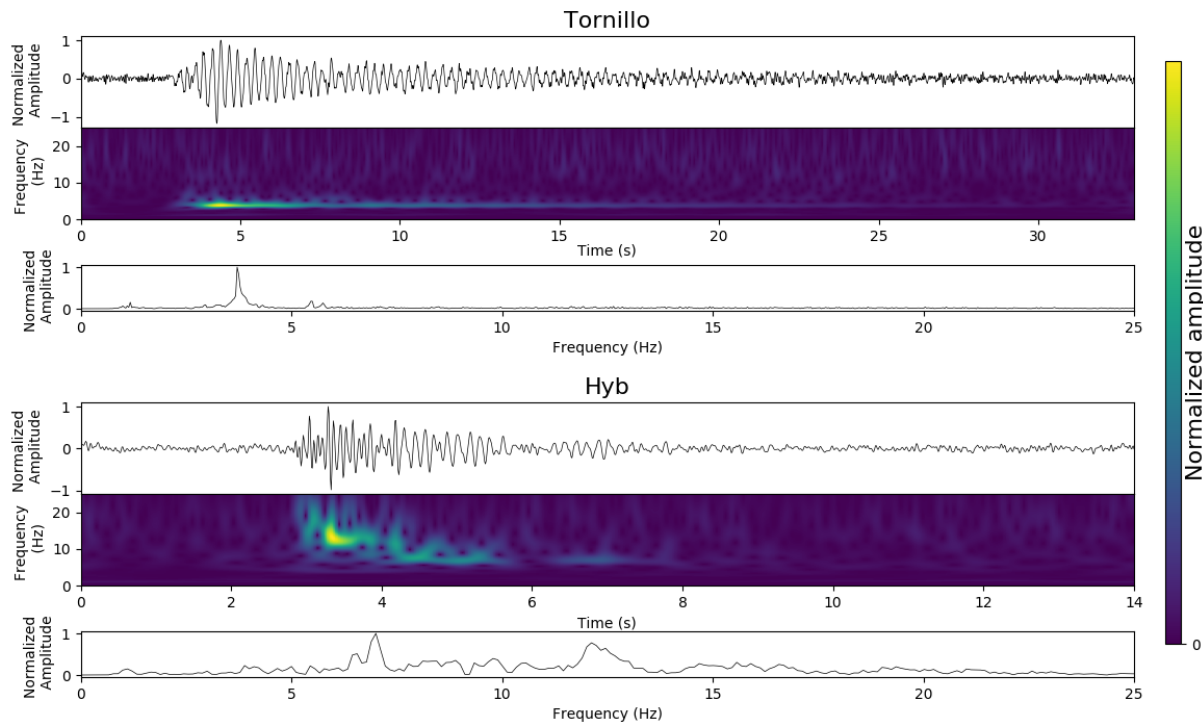 Tornillo
Normalized
Amplitude
1
0
−1
Frequency
(Hz)
20
10
0
0 5 10 15 20 25 30
Time (s)
Normalized
Amplitude
1
0
0 5 10 15 20 25
Frequency (Hz)
Hyb
Normalized
Amplitude
1
0
−1
Frequency
(Hz)
20
10
0
0 2 4 6 8 10 12 14
Time (s)
Normalized
Amplitude
1
0
0 5 10 15 20 25
Frequency (Hz)
Normalized amplitude
0